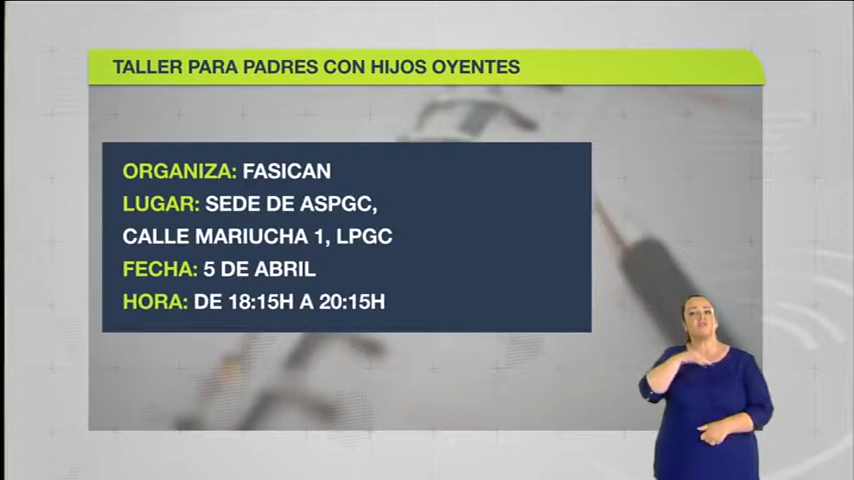 TALLER PARA PADRES CON HIJOS OYENTES
ORGANIZA: FASICAN
LUGAR: SEDE DE ASPGC,
CALLE MARIUCHA 1, LPGC
FECHA: 5 DE ABRIL
HORA: DE 18:15H A 20:15H